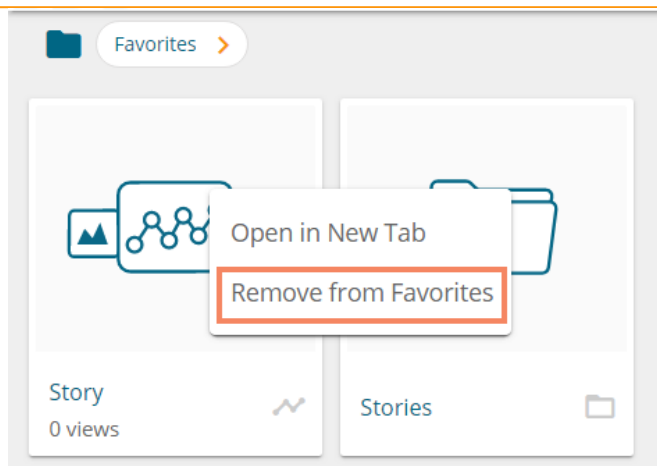 Favorites
Open in New Tab
Remove from Favorites
Story
0 views
Stories